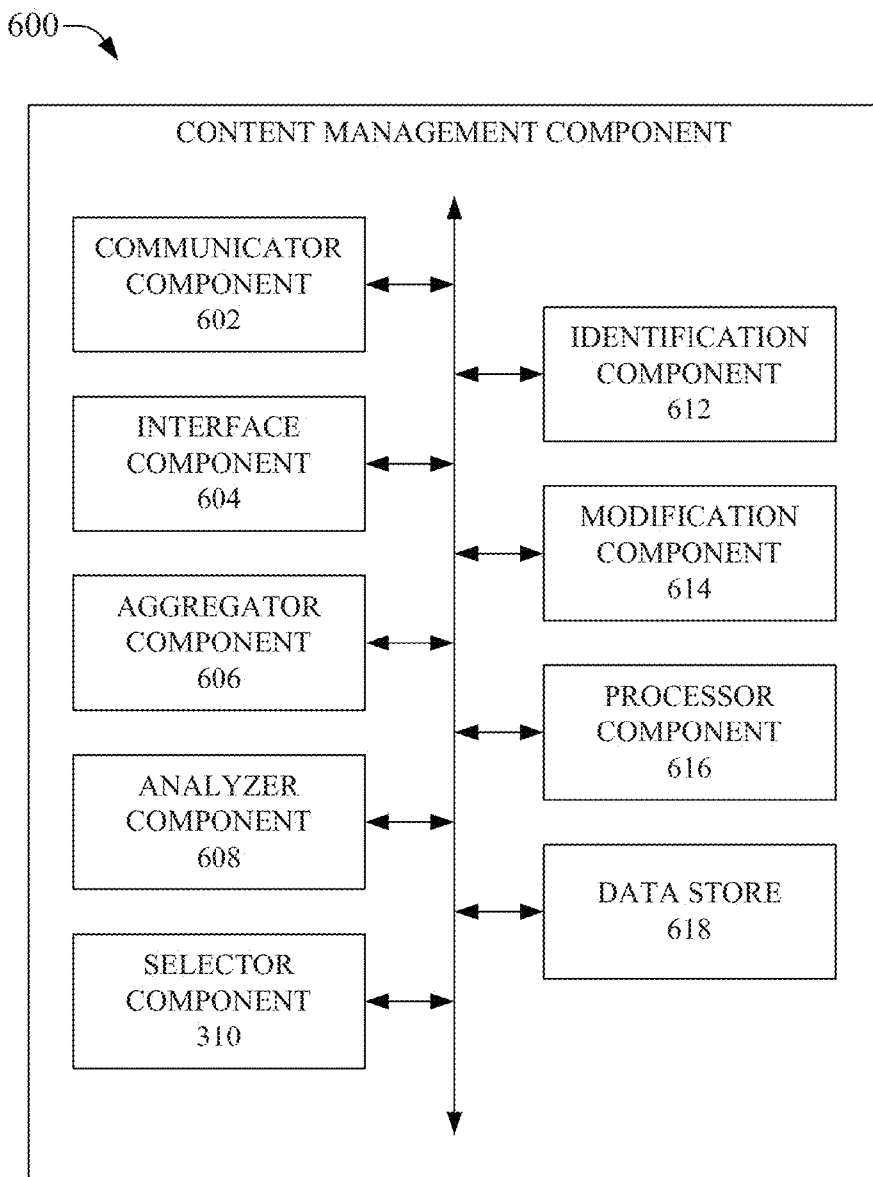 600
CONTENT MANAGEMENT COMPONENT
COMMUNICATOR
COMPONENT
602
INTERFACE
COMPONENT
604
AGGREGATOR
COMPONENT
606
ANALYZER
COMPONENT
608
SELECTOR
COMPONENT
310
IDENTIFICATION
COMPONENT
612
MODIFICATION
COMPONENT
614
PROCESSOR
COMPONENT
616
DATA STORE
618